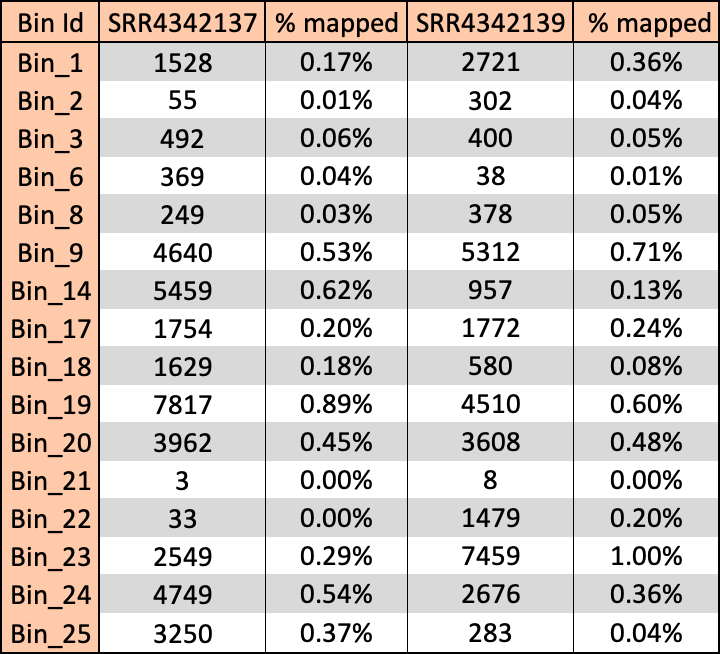 Bin Id SRR4342137 % mapped SRR4342139 % mapped
Bin_1 1528 0.17% 2721 0.36%
Bin_2 55 0.01% 302 0.04%
Bin_3 492 0.06% 400 0.05%
Bin_6 369 0.04% 38 0.01%
Bin_8 249 0.03% 378 0.05%
Bin_9 4640 0.53% 5312 0.71%
Bin_14 5459 0.62% 957 0.13%
Bin_17 1754 0.20% 1772 0.24%
Bin_18 1629 0.18% 580 0.08%
Bin_19 7817 0.89% 4510 0.60%
Bin_20 3962 0.45% 3608 0.48%
Bin_21 3 0.00% 8 0.00%
Bin_22 33 0.00% 1479 0.20%
Bin_23 2549 0.29% 7459 1.00%
Bin_24 4749 0.54% 2676 0.36%
Bin_25 3250 0.37% 283 0.04%